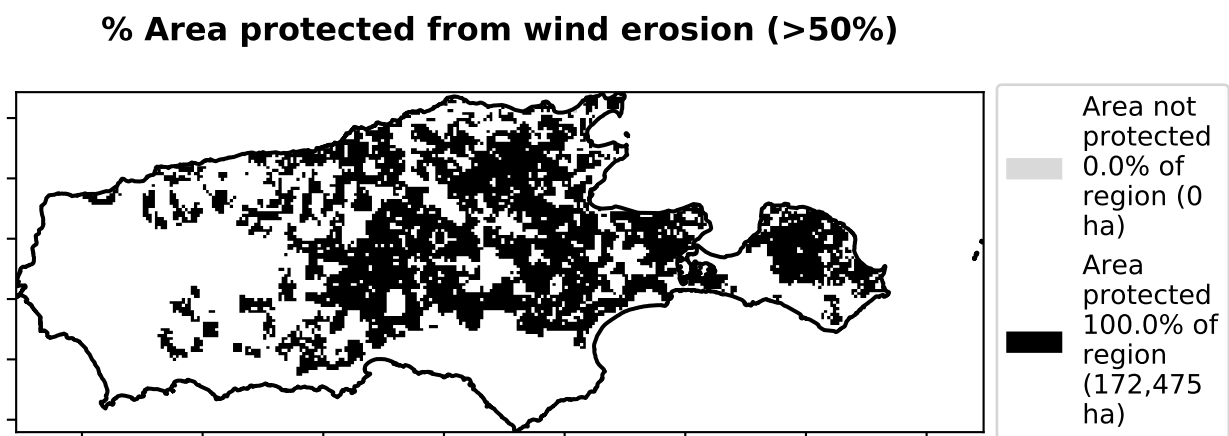 % Area protected from wind erosion (>50%)
Area not
protected
0.0% of
region (0
ha)
Area
protected
100.0% of
region
(172,475
ha)